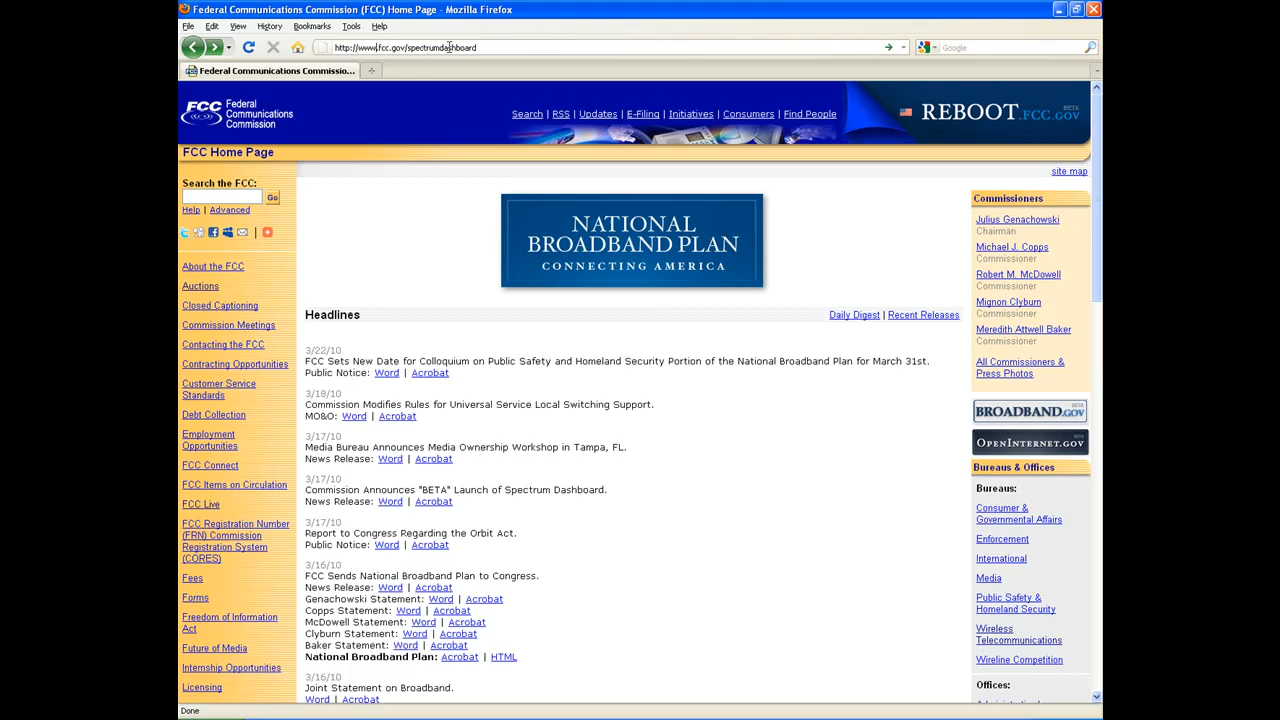 Federal Communications Commission (FCC) Home Page - Mozilla Firefox
File Edit View History Bookmarks Tools Help
http://www.fcc.gov/spectrumdashboard
Google
Federal Communications Commissio...
FCC Federal Communications Commission
Search | RSS | Updates | E-Filing | Initiatives | Consumers | Find People
REBOOT.FCC.GOV BETA
FCC Home Page
site map
Search the FCC:
Go
Help | Advanced
About the FCC
Auctions
Closed Captioning
Commission Meetings
Contacting the FCC
Contracting Opportunities
Customer Service
Standards
Debt Collection
Employment
Opportunities
FCC Connect
FCC Items on Circulation
FCC Live
FCC Registration Number
(FRN) Commission
Registration System
(CORES)
Fees
Forms
Freedom of Information
Act
Future of Media
Internship Opportunities
Licensing
NATIONAL
BROADBAND PLAN
CONNECTING AMERICA
Headlines
Daily Digest | Recent Releases
3/22/10
FCC Sets New Date for Colloquium on Public Safety and Homeland Security Portion of the National Broadband Plan for March 31st.
Public Notice: Word | Acrobat
3/18/10
Commission Modifies Rules for Universal Service Local Switching Support.
MO&O: Word | Acrobat
3/17/10
Media Bureau Announces Media Ownership Workshop in Tampa, FL.
News Release: Word | Acrobat
3/17/10
Commission Announces "BETA" Launch of Spectrum Dashboard.
News Release: Word | Acrobat
3/17/10
Report to Congress Regarding the Orbit Act.
Public Notice: Word | Acrobat
3/16/10
FCC Sends National Broadband Plan to Congress.
News Release: Word | Acrobat
Genachowski Statement: Word | Acrobat
Copps Statement: Word | Acrobat
McDowell Statement: Word | Acrobat
Clyburn Statement: Word | Acrobat
Baker Statement: Word | Acrobat
National Broadband Plan: Acrobat | HTML
3/16/10
Joint Statement on Broadband.
Word | Acrobat
Commissioners
Julius Genachowski
Chairman
Michael J. Copps
Commissioner
Robert M. McDowell
Commissioner
Mignon Clyburn
Commissioner
Meredith Attwell Baker
Commissioner
All Commissioners &
Press Photos
BROADBAND.GOV
OPENINTERNET.GOV
Bureaus & Offices
Bureaus:
Consumer &
Governmental Affairs
Enforcement
International
Media
Public Safety &
Homeland Security
Wireless
Telecommunications
Wireline Competition
Offices:
Done